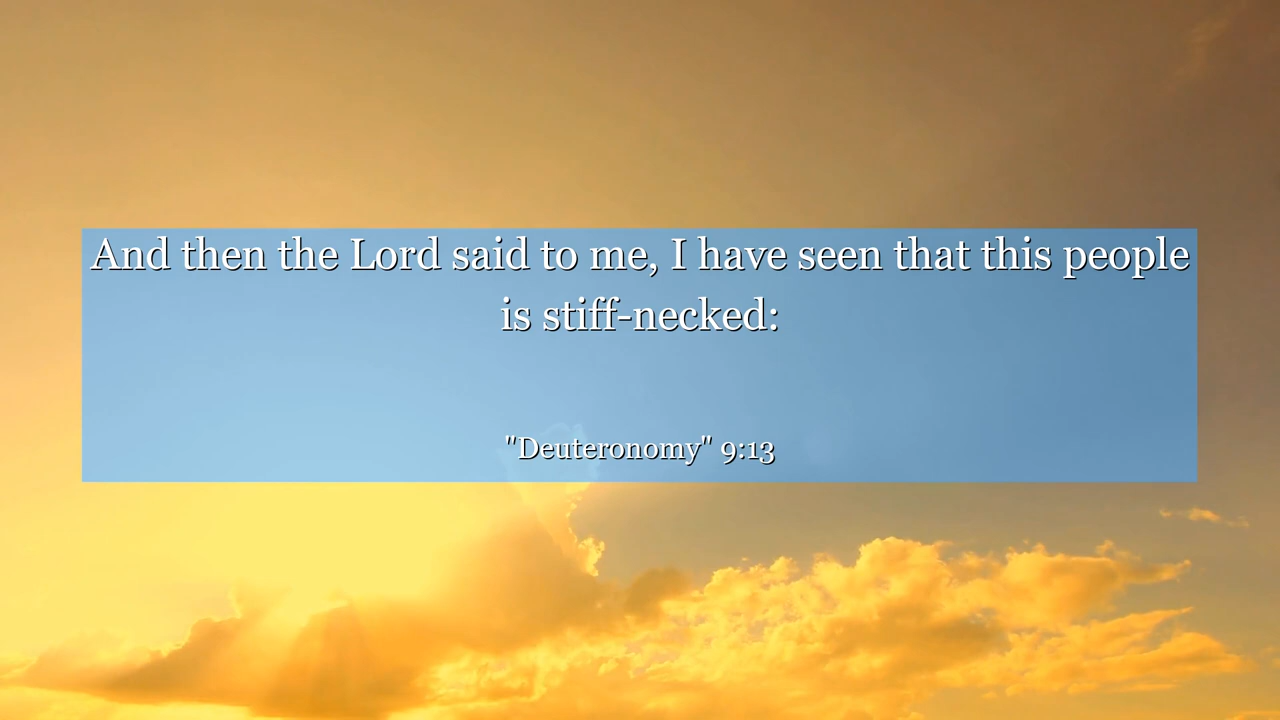 And then the Lord said to me, I have seen that this people
is stiff-necked:
"Deuteronomy" 9:13